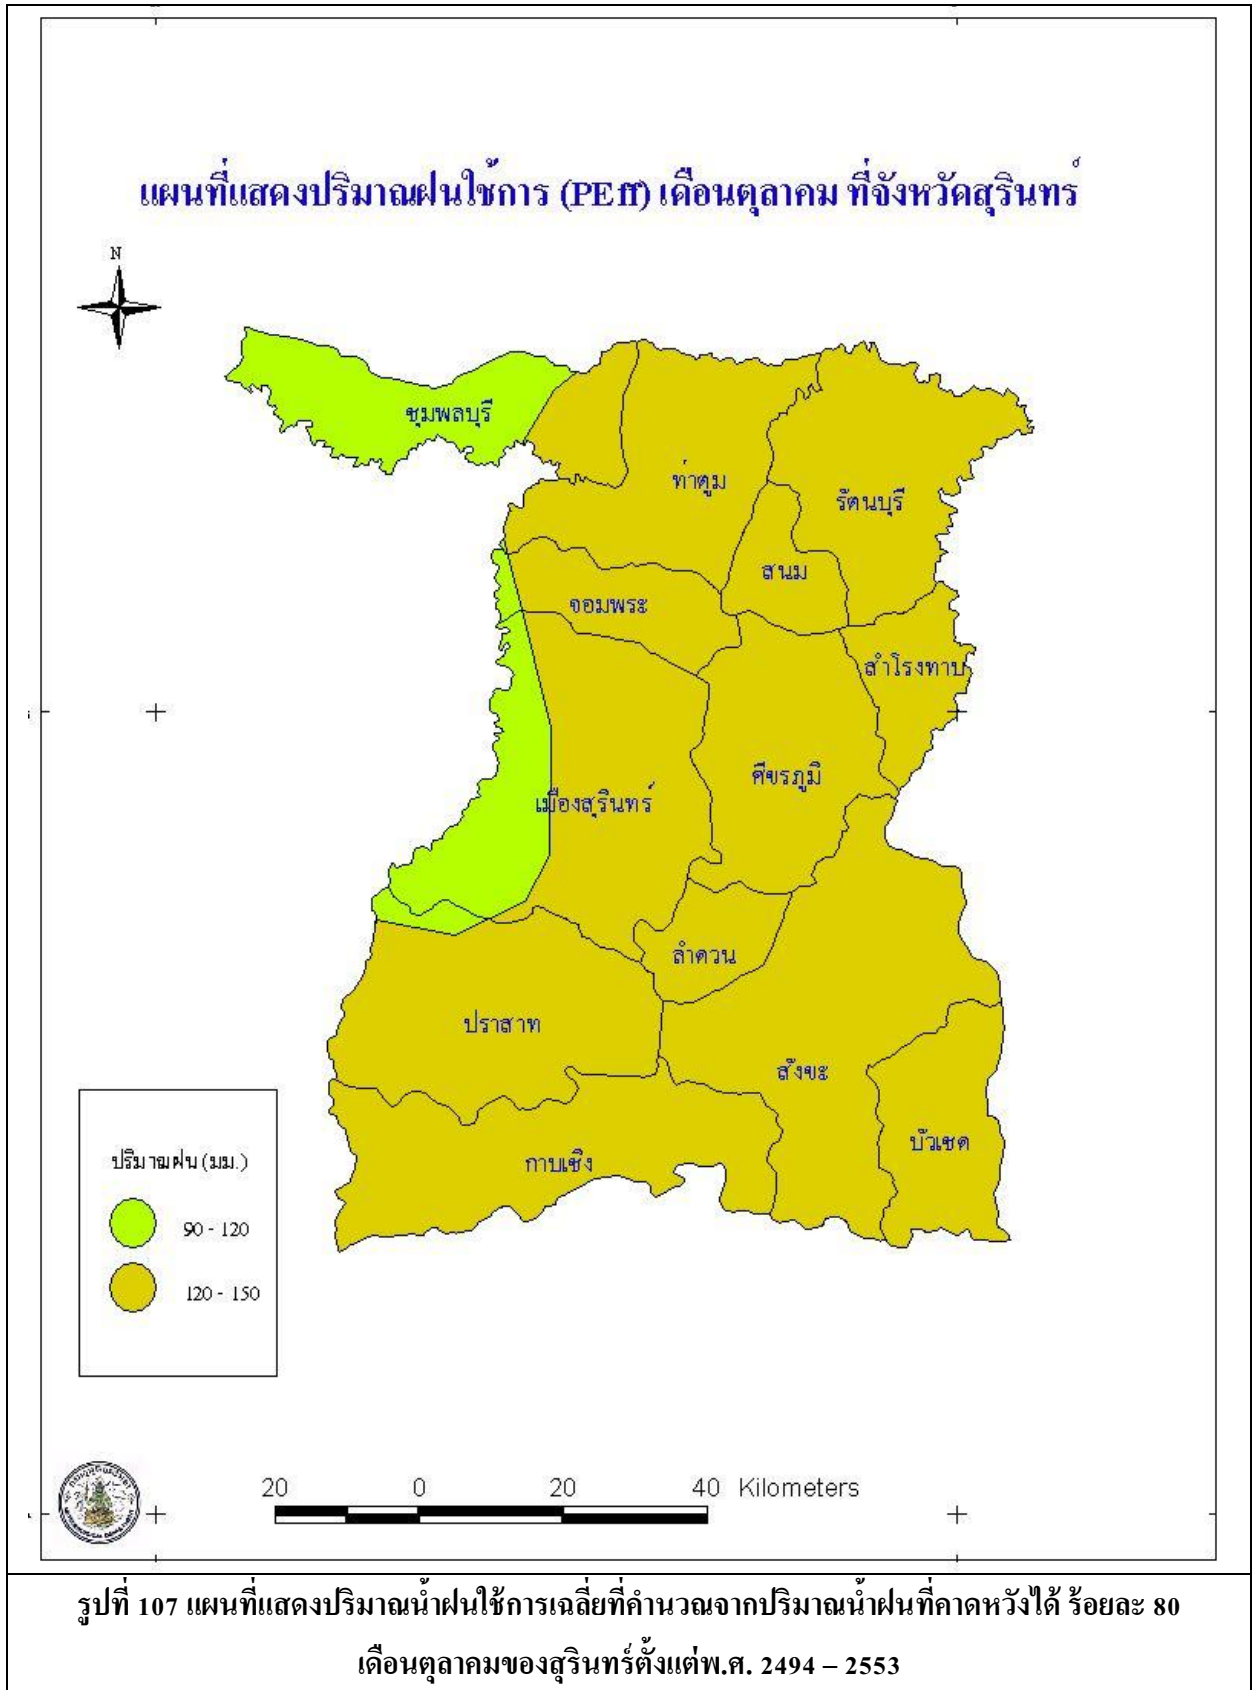 แผนที่แสดงปริมาณฝนใช้การ (PEff) เดือนตุลาคม ที่จังหวัดสุรินทร์
N
ชุมพลบุรี
ท่าตูม
รัตนบุรี
สนม
จอมพระ
สำโรงทาบ
ศีขรภูมิ
เมืองสุรินทร์
ลำดวน
ปราสาท
สังขะ
บัวเชด
กาบเชิง
ปริมาณฝน (มม.)
90 - 120
120 - 150
20 0 20 40 Kilometers
รูปที่ 107 แผนที่แสดงปริมาณน้ำฝนใช้การเฉลี่ยที่คำนวณจากปริมาณน้ำฝนที่คาดหวังได้ ร้อยละ 80
เดือนตุลาคมของสุรินทร์ตั้งแต่พ.ศ. 2494 – 2553